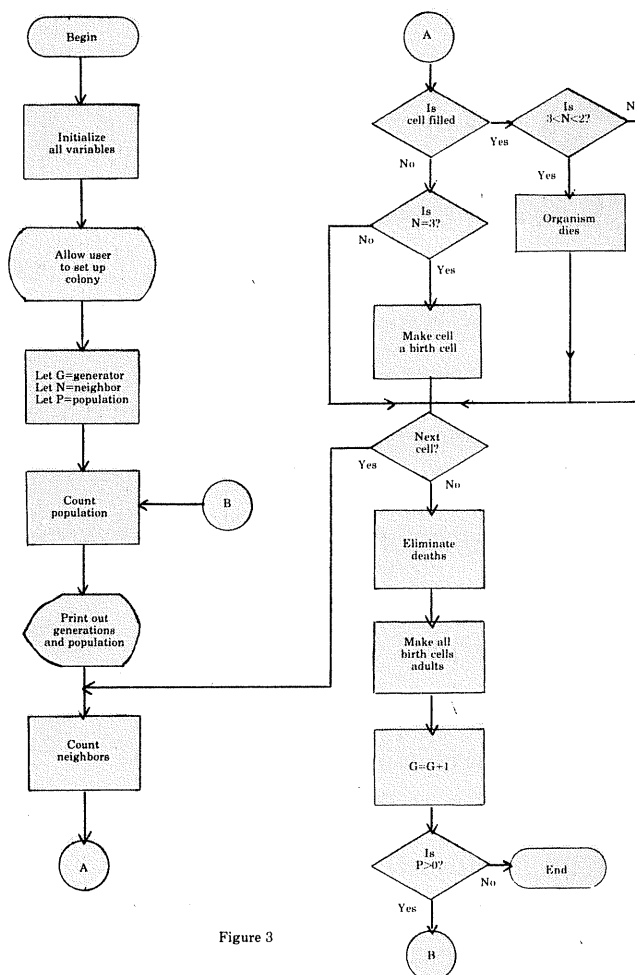 Begin
Initialize
all variables
Allow user
to set up
colony
Let G=generator
Let N=neighbor
Let P=population
Count
population
B
Print out
generations
and population
Count
neighbors
A
A
Is
cell filled
Yes
No
Is
3<N<2?
N
Yes
Organism
dies
Is
N=3?
No
Yes
Make cell
a birth cell
Next
cell?
Yes
No
Eliminate
deaths
Make all
birth cells
adults
G=G+1
Is
P>0?
No
End
Yes
B
Figure 3